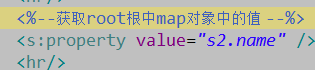 <hr/>
<%--获取root根中map对象中的值 --%>
<s:property value="s2.name" />
<hr/>